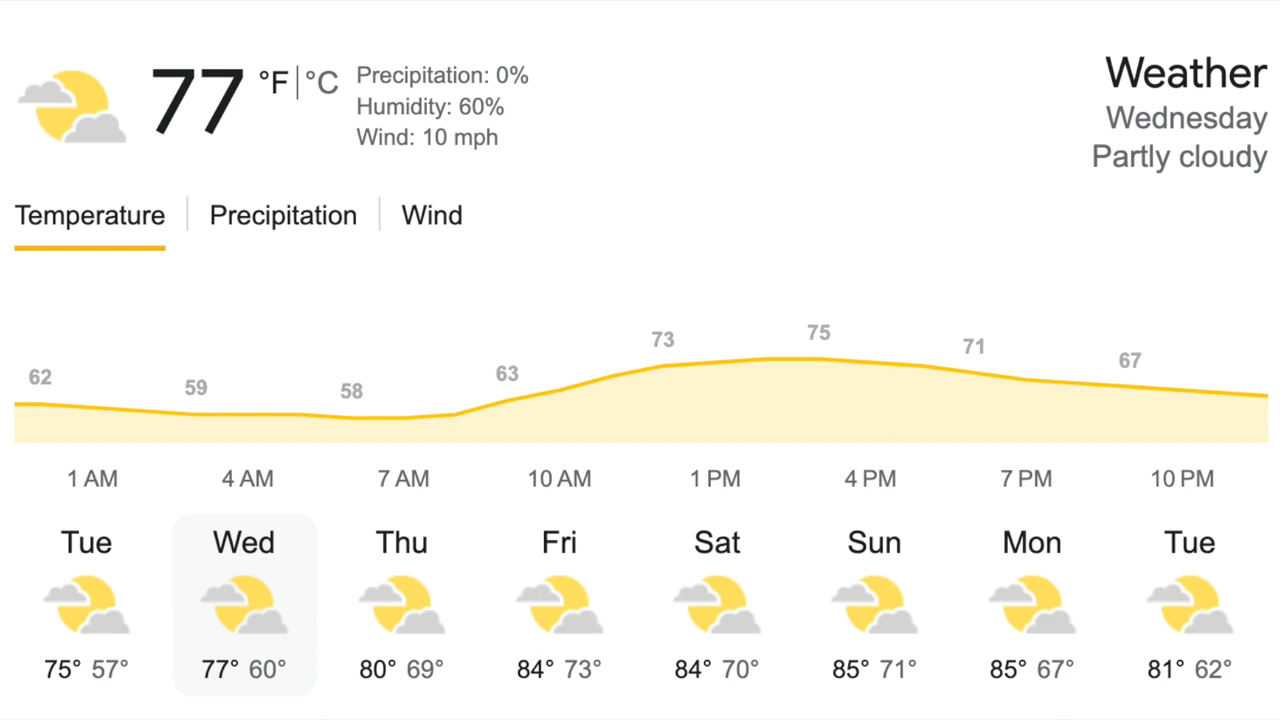 77 °F | °C
Precipitation: 0%
Humidity: 60%
Wind: 10 mph
Weather
Wednesday
Partly cloudy
Temperature | Precipitation | Wind
62 59 58 63 73 75 71 67
1 AM 4 AM 7 AM 10 AM 1 PM 4 PM 7 PM 10 PM
Tue Wed Thu Fri Sat Sun Mon Tue
75° 57° 77° 60° 80° 69° 84° 73° 84° 70° 85° 71° 85° 67° 81° 62°